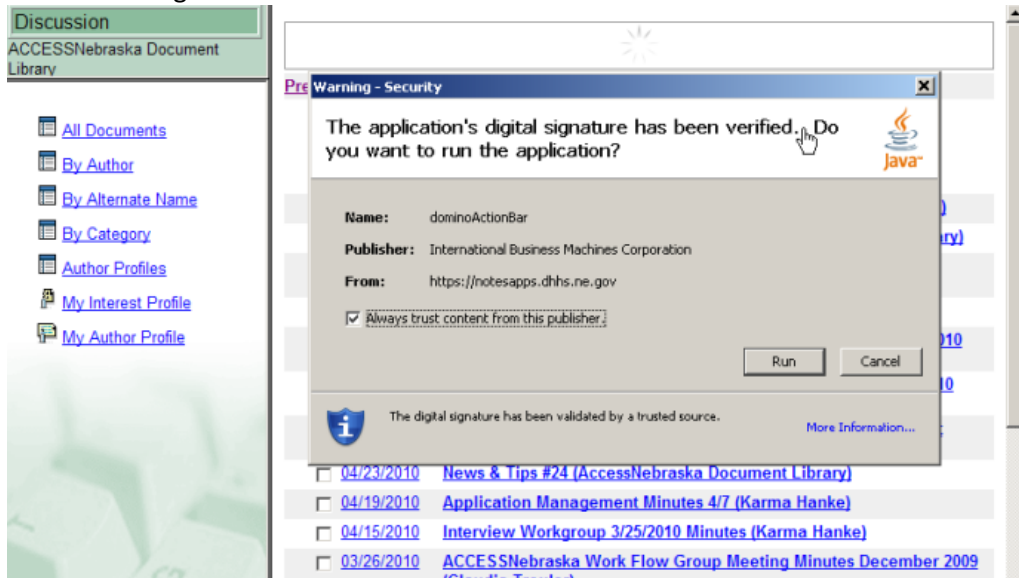 Discussion
ACCESSNebraska Document
Library
All Documents
By Author
By Alternate Name
By Category
Author Profiles
My Interest Profile
My Author Profile
Pre
Warning - Security
The application's digital signature has been verified. Do
you want to run the application?
Java
Name: dominoActionBar
Publisher: International Business Machines Corporation
From: https://notesapps.dhhs.ne.gov
Always trust content from this publisher.
Run Cancel
The digital signature has been validated by a trusted source.
More Information...
)
ry)
010
10
04/23/2010 News & Tips #24 (AccessNebraska Document Library)
04/19/2010 Application Management Minutes 4/7 (Karma Hanke)
04/15/2010 Interview Workgroup 3/25/2010 Minutes (Karma Hanke)
03/26/2010 ACCESSNebraska Work Flow Group Meeting Minutes December 2009